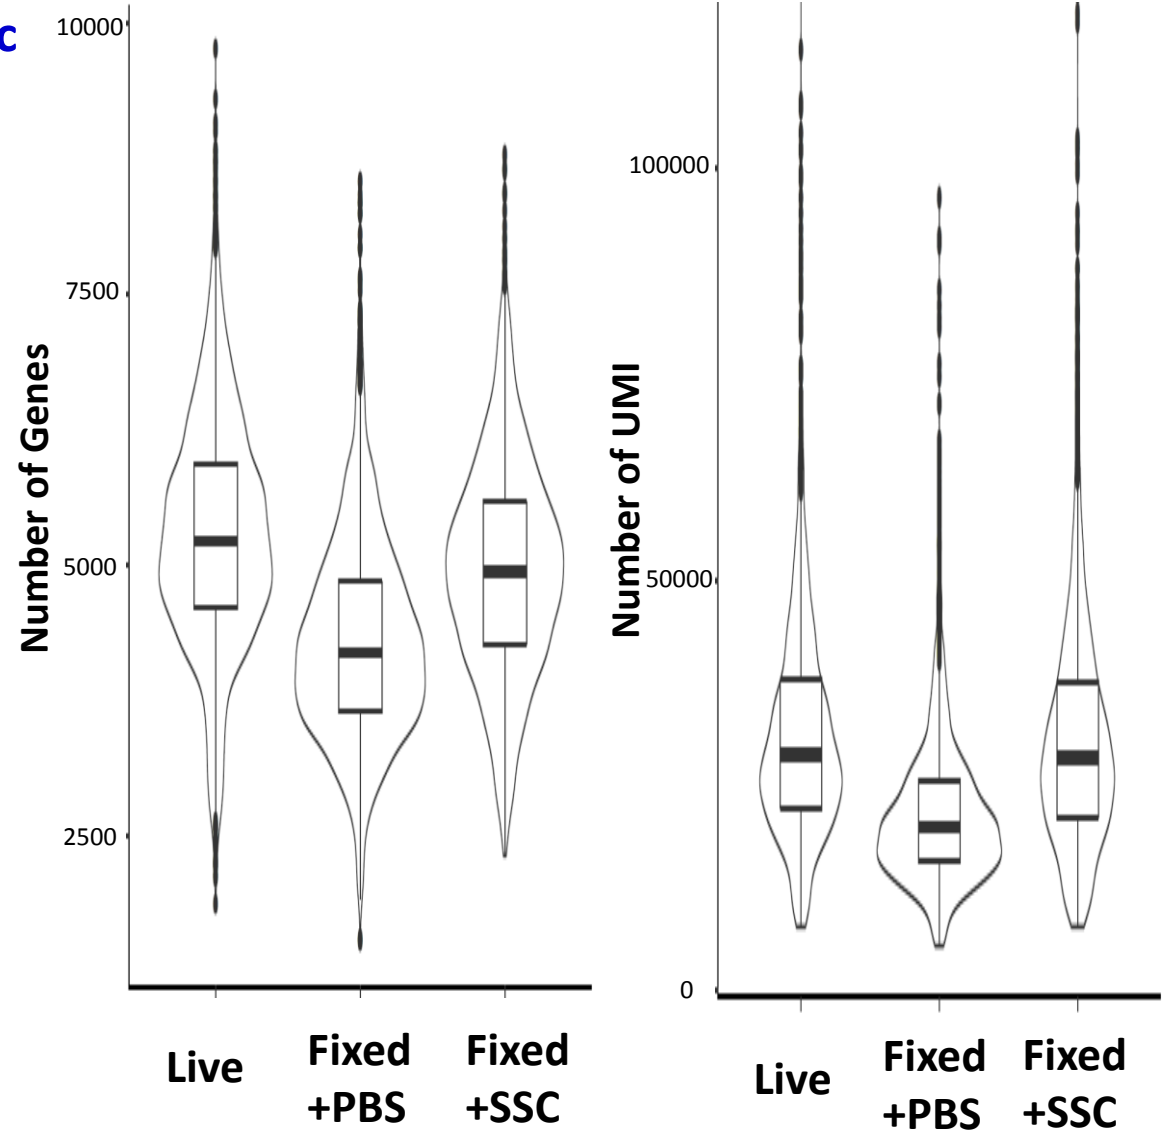 c
Number of Genes
10000
7500
5000
2500
Live
Fixed
+PBS
Fixed
+SSC
Number of UMI
100000
50000
0
Live
Fixed
+PBS
Fixed
+SSC